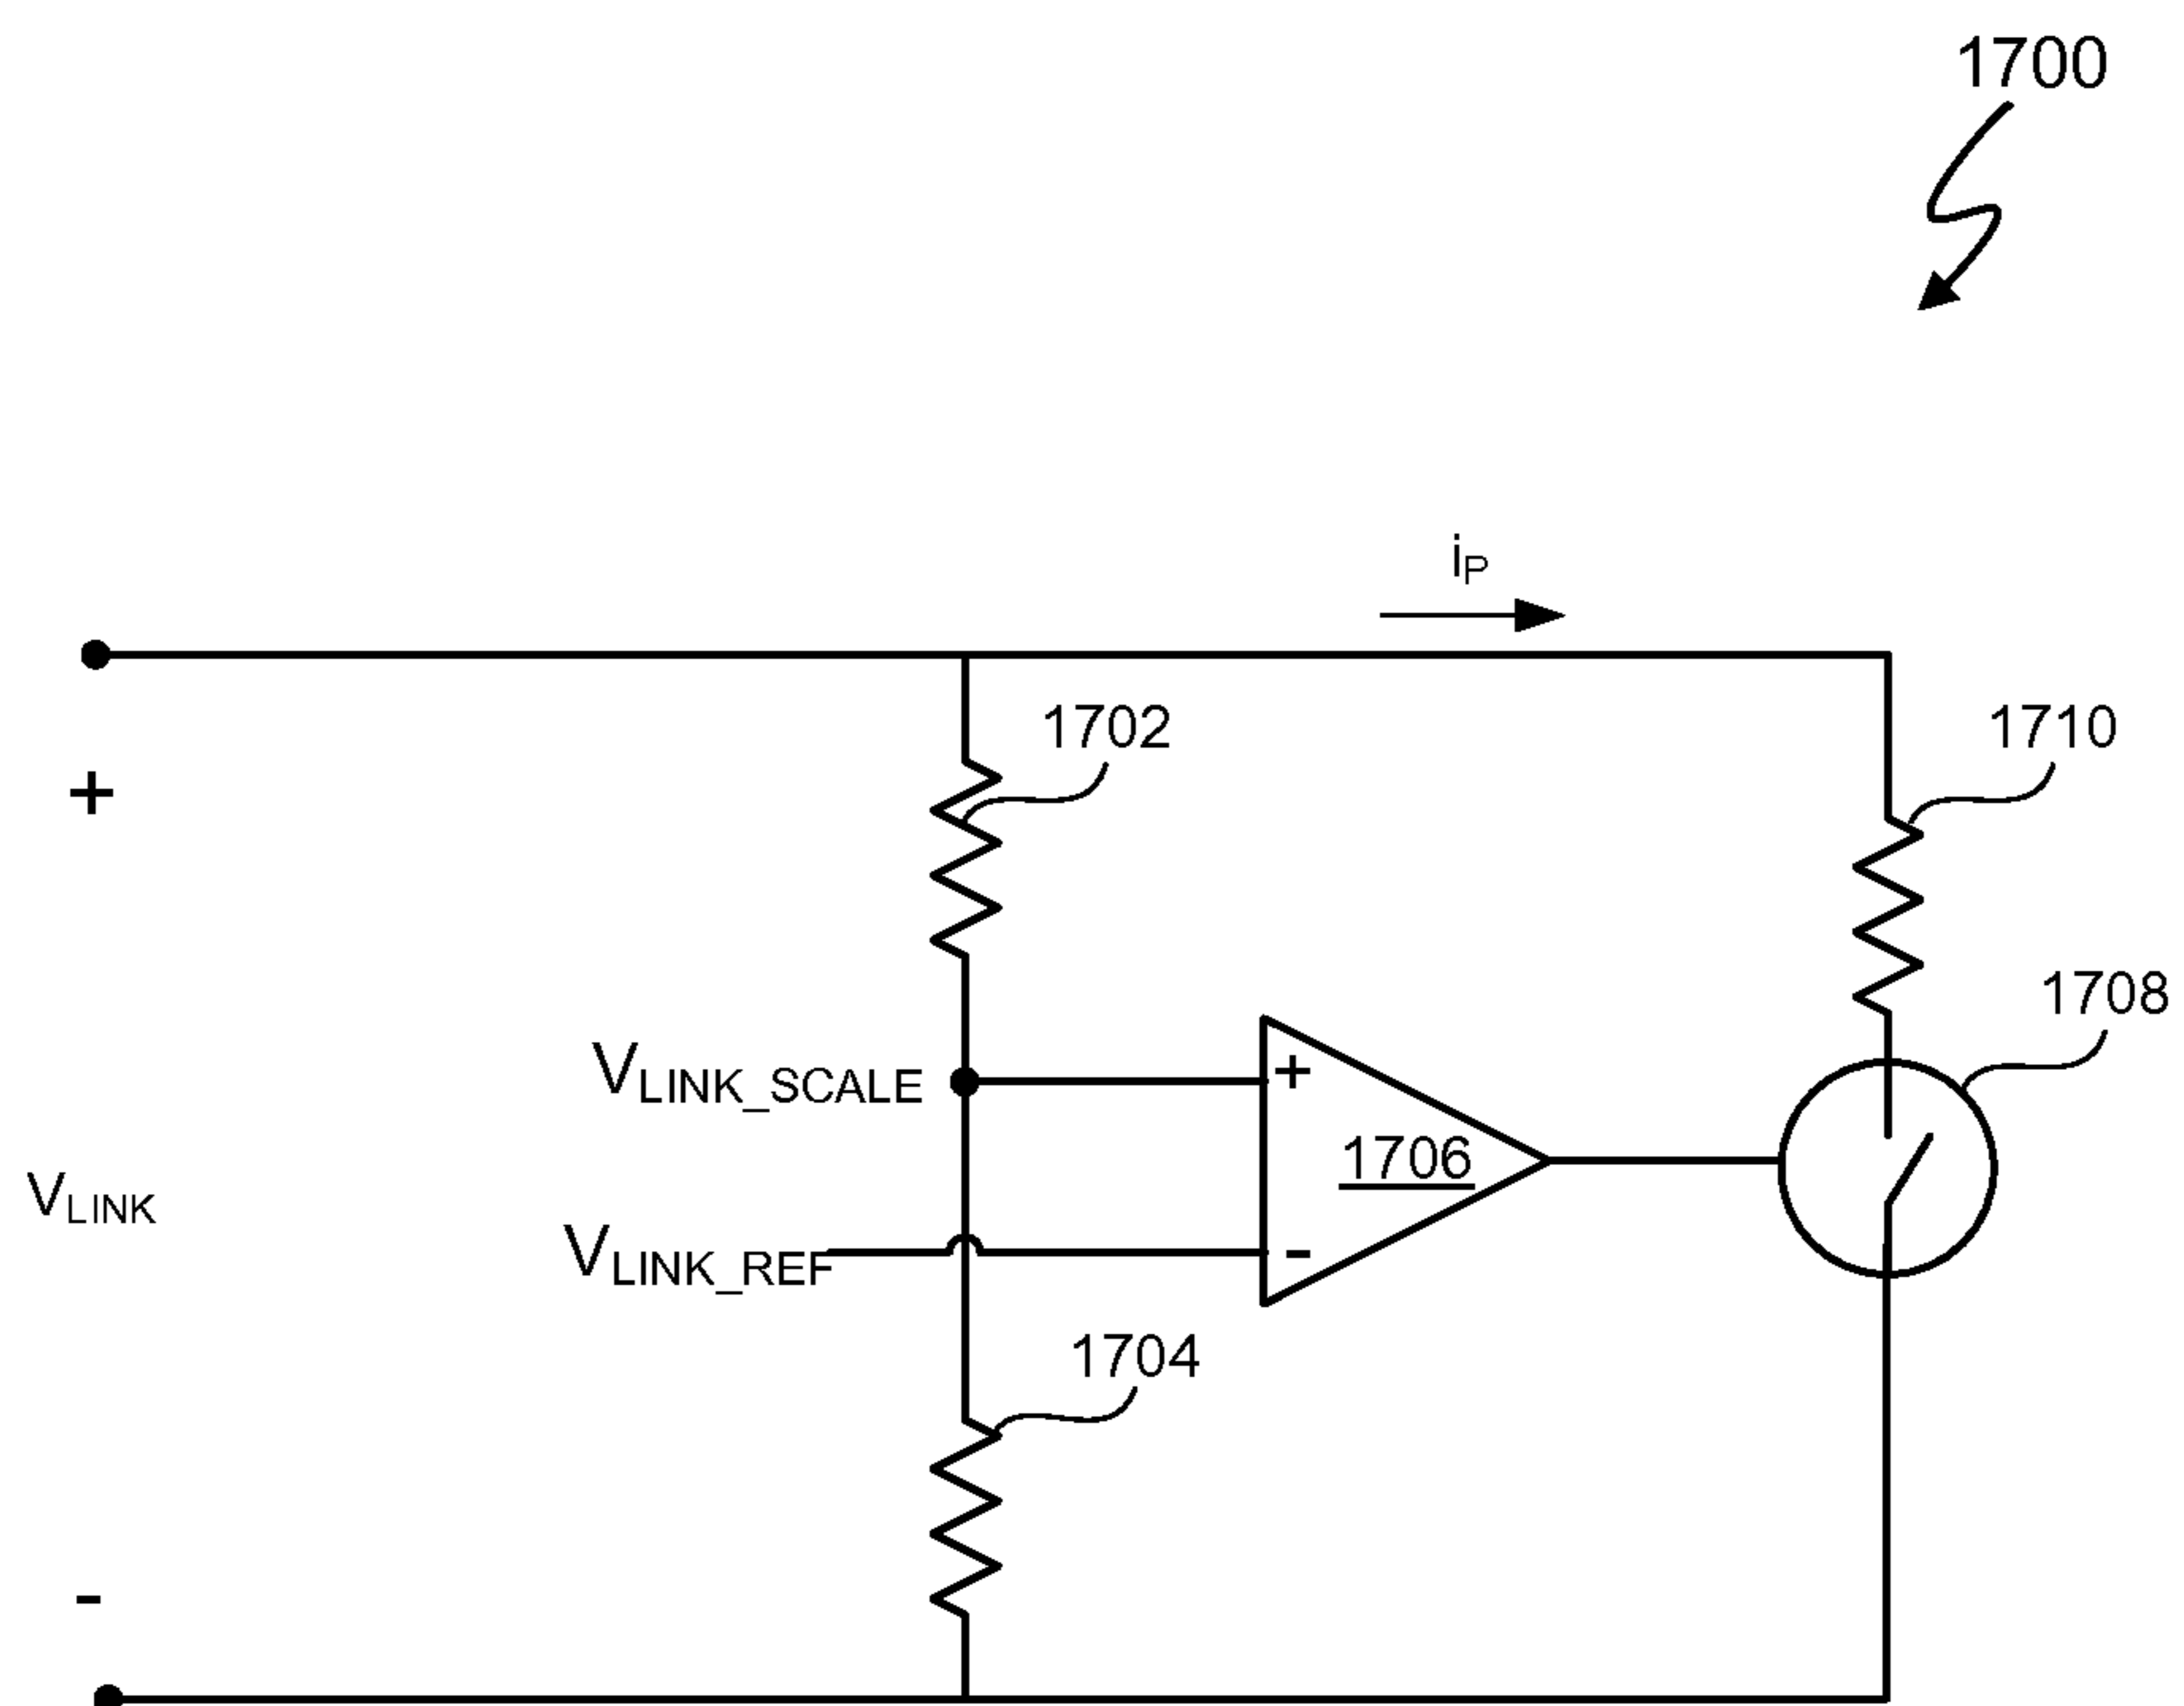 1700
iP
1702
1710
+
1708
VLINK_SCALE
+
1706
VLINK
VLINK_REF
-
1704
-